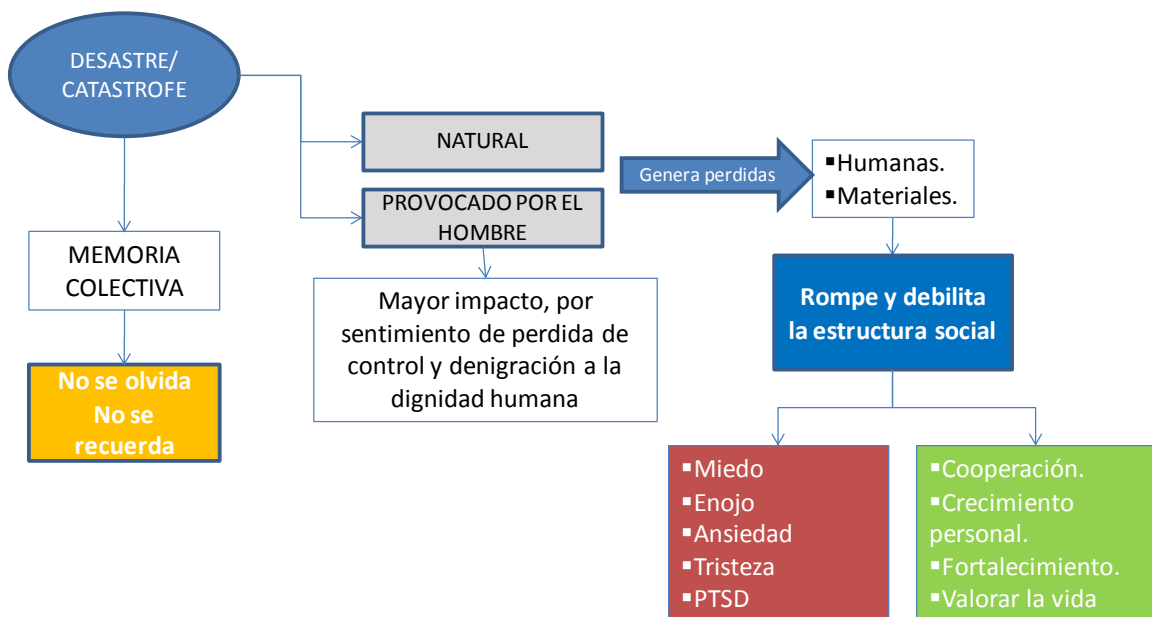 DESASTRE/
CATASTROFE
NATURAL
PROVOCADO POR EL
HOMBRE
Genera perdidas
▪Humanas.
▪Materiales.
MEMORIA
COLECTIVA
Mayor impacto, por
sentimiento de perdida de
control y denigración a la
dignidad humana
Rompe y debilita
la estructura social
No se olvida
No se
recuerda
▪Miedo
▪Enojo
▪Ansiedad
▪Tristeza
▪PTSD
▪Cooperación.
▪Crecimiento
personal.
▪Fortalecimiento.
▪Valorar la vida